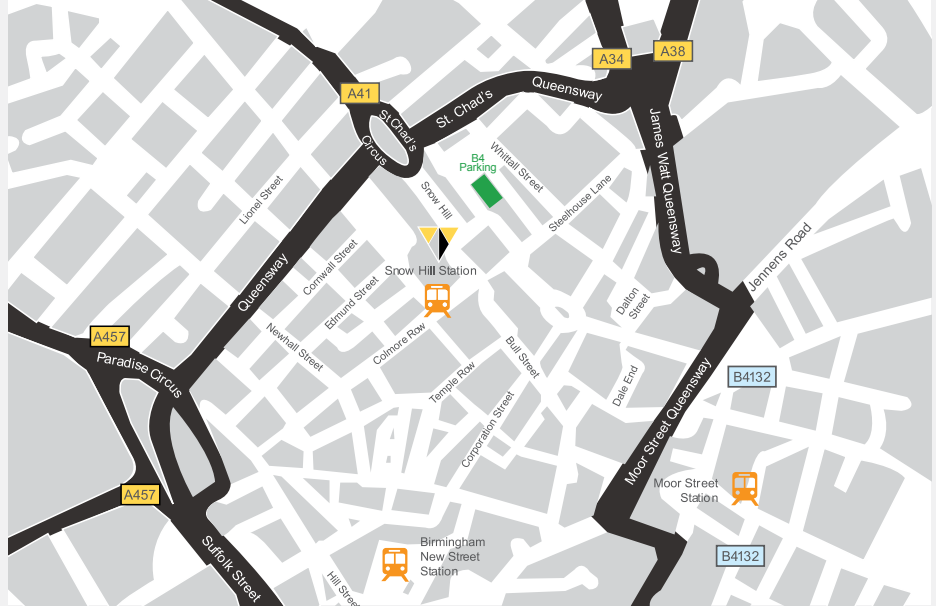 A34
A38
A41
Queensway
St. Chad's
St.Chad's
Circus
James Watt Queensway
B4
Parking
Whittall Street
Snow Hill
Steelhouse Lane
Lionel Street
Jennens Road
Cornwall Street
Snow Hill Station
Queensway
Edmund Street
Dalton
Street
Newhall Street
Colmore Row
Bull Street
A457
Paradise Circus
Temple Row
Dale End
B4132
Moor Street Queensway
Corporation Street
A457
Moor Street
Station
Birmingham
New Street
Station
B4132
Suffolk Street
Hill Street